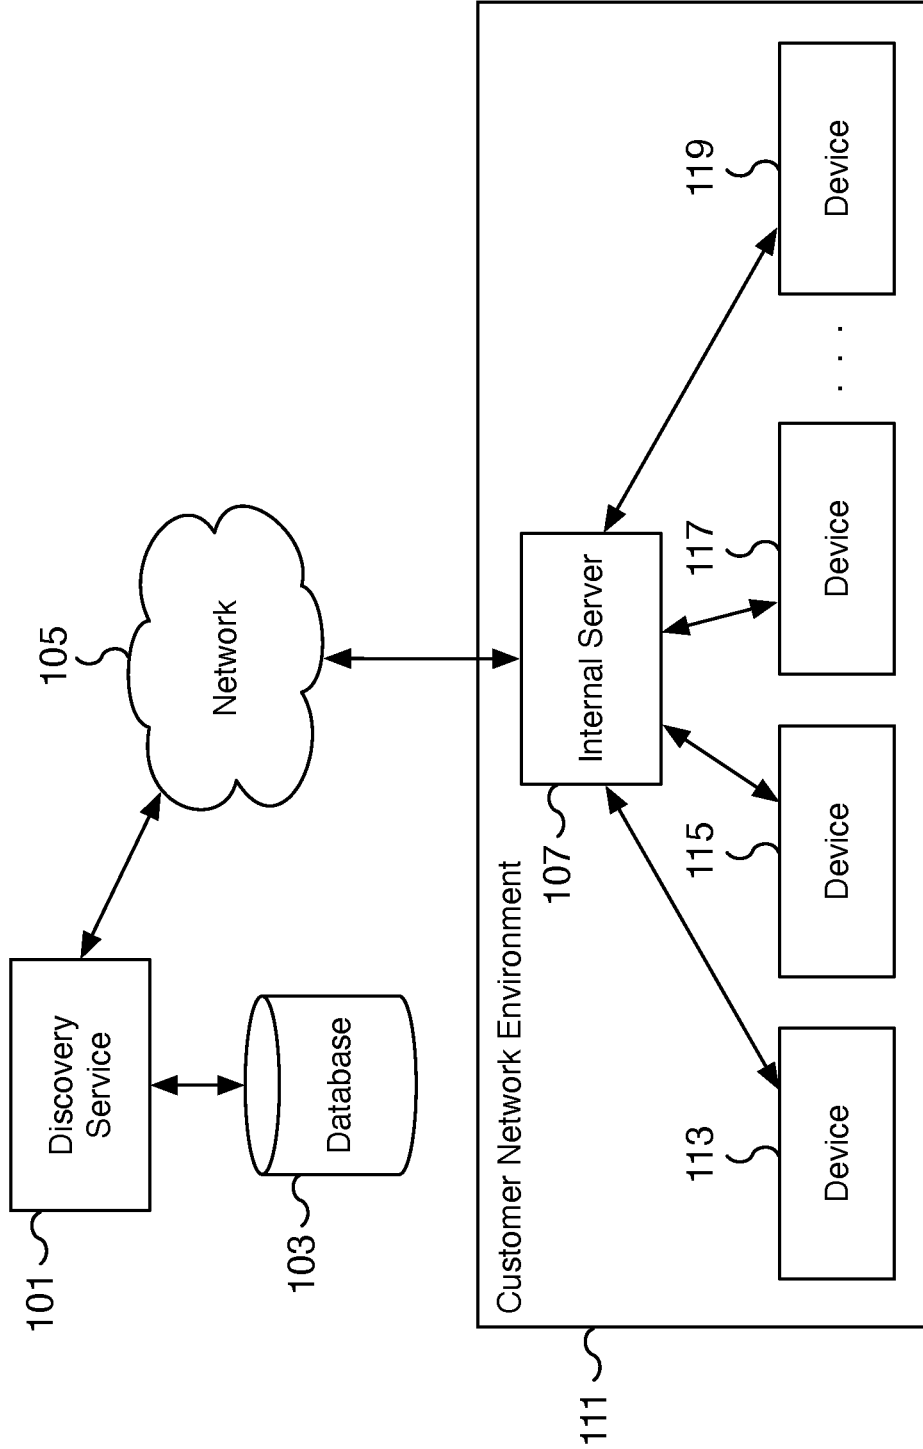 101
Discovery
Service
105
Network
103
Database
111
Customer Network Environment
107
Internal Server
113
115
117
119
Device
Device
Device
. . .
Device